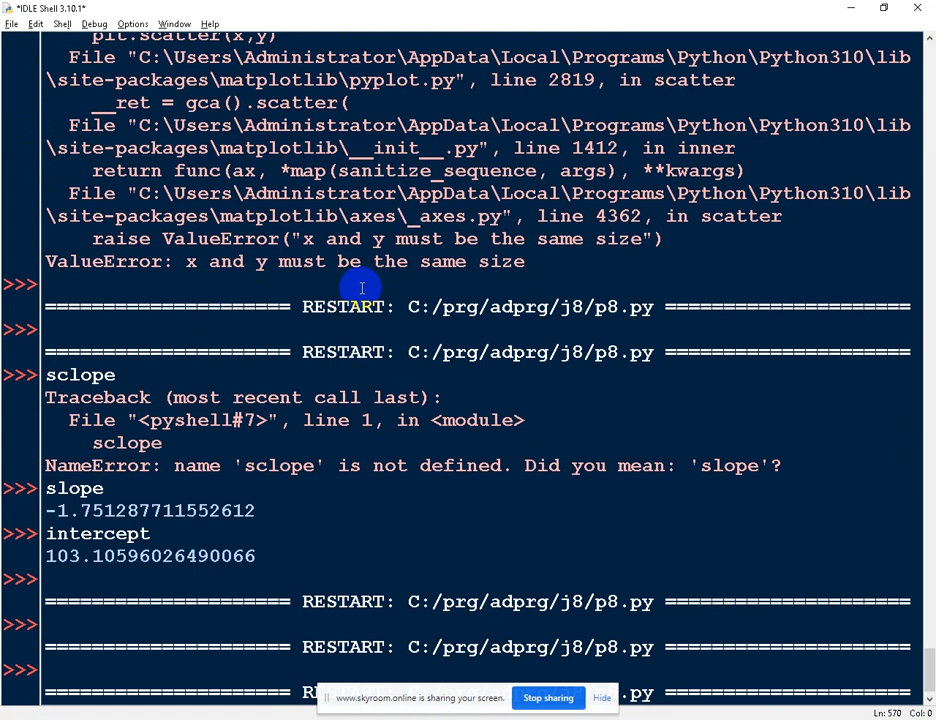 *IDLE Shell 3.10.1*
File Edit Shell Debug Options Window Help
plt.scatter(x,y)
File "C:\Users\Administrator\AppData\Local\Programs\Python\Python310\lib
\site-packages\matplotlib\pyplot.py", line 2819, in scatter
__ret = gca().scatter(
File "C:\Users\Administrator\AppData\Local\Programs\Python\Python310\lib
\site-packages\matplotlib\__init__.py", line 1412, in inner
return func(ax, *map(sanitize_sequence, args), **kwargs)
File "C:\Users\Administrator\AppData\Local\Programs\Python\Python310\lib
\site-packages\matplotlib\axes\_axes.py", line 4362, in scatter
raise ValueError("x and y must be the same size")
ValueError: x and y must be the same size
>>>
===================== RESTART: C:/prg/adprg/j8/p8.py =====================
>>>
===================== RESTART: C:/prg/adprg/j8/p8.py =====================
>>> sclope
Traceback (most recent call last):
File "<pyshell#7>", line 1, in <module>
sclope
NameError: name 'sclope' is not defined. Did you mean: 'slope'?
>>> slope
-1.751287711552612
>>> intercept
103.10596026490066
>>>
===================== RESTART: C:/prg/adprg/j8/p8.py =====================
>>>
===================== RESTART: C:/prg/adprg/j8/p8.py =====================
>>>
www.skyroom.online is sharing your screen. Stop sharing Hide
Ln: 570 Col: 0